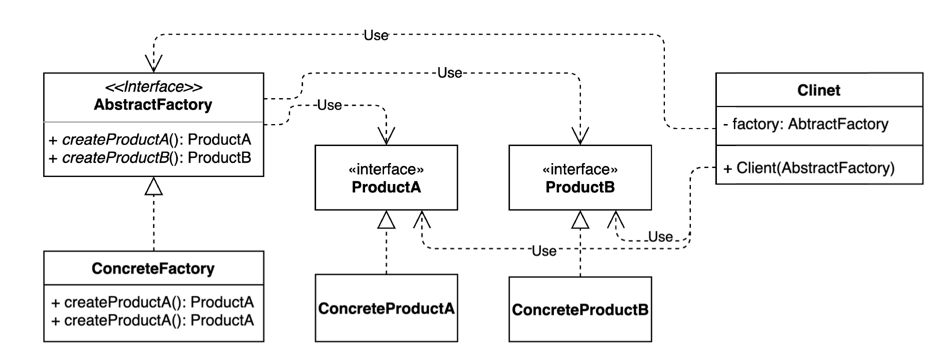 Use
<<Interface>>
AbstractFactory
+ createProductA(): ProductA
+ createProductB(): ProductB
Use
Use
Clinet
- factory: AbtractFactory
+ Client(AbstractFactory)
«interface»
ProductA
«interface»
ProductB
Use
Use
ConcreteFactory
+ createProductA(): ProductA
+ createProductA(): ProductA
ConcreteProductA
ConcreteProductB